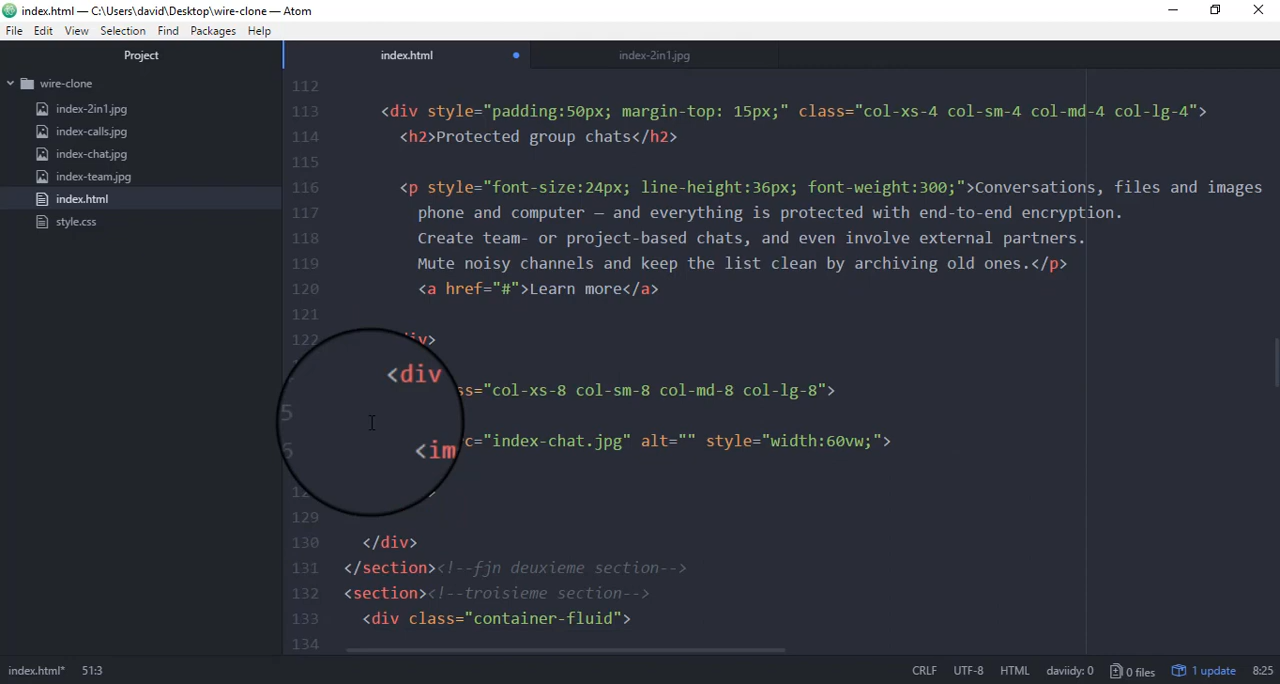 index.html — C:\Users\david\Desktop\wire-clone — Atom
File Edit View Selection Find Packages Help
Project
index.html
index-2in1.jpg
wire-clone
index-2in1.jpg
index-calls.jpg
index-chat.jpg
index-team.jpg
index.html
style.css
112
113 <div style="padding:50px; margin-top: 15px;" class="col-xs-4 col-sm-4 col-md-4 col-lg-4">
114 <h2>Protected group chats</h2>
115
116 <p style="font-size:24px; line-height:36px; font-weight:300;">Conversations, files and images
117 phone and computer – and everything is protected with end-to-end encryption.
118 Create team- or project-based chats, and even involve external partners.
119 Mute noisy channels and keep the list clean by archiving old ones.</p>
120 <a href="#">Learn more</a>
121
122 iv>
<div ss="col-xs-8 col-sm-8 col-md-8 col-lg-8">
5
6 <im c="index-chat.jpg" alt="" style="width:60vw;">
12 >
129
130 </div>
131 </section><!--fjn deuxieme section-->
132 <section><!--troisieme section-->
133 <div class="container-fluid">
134
index.html* 51:3 CRLF UTF-8 HTML daviidy: 0 0 files 1 update 8:25